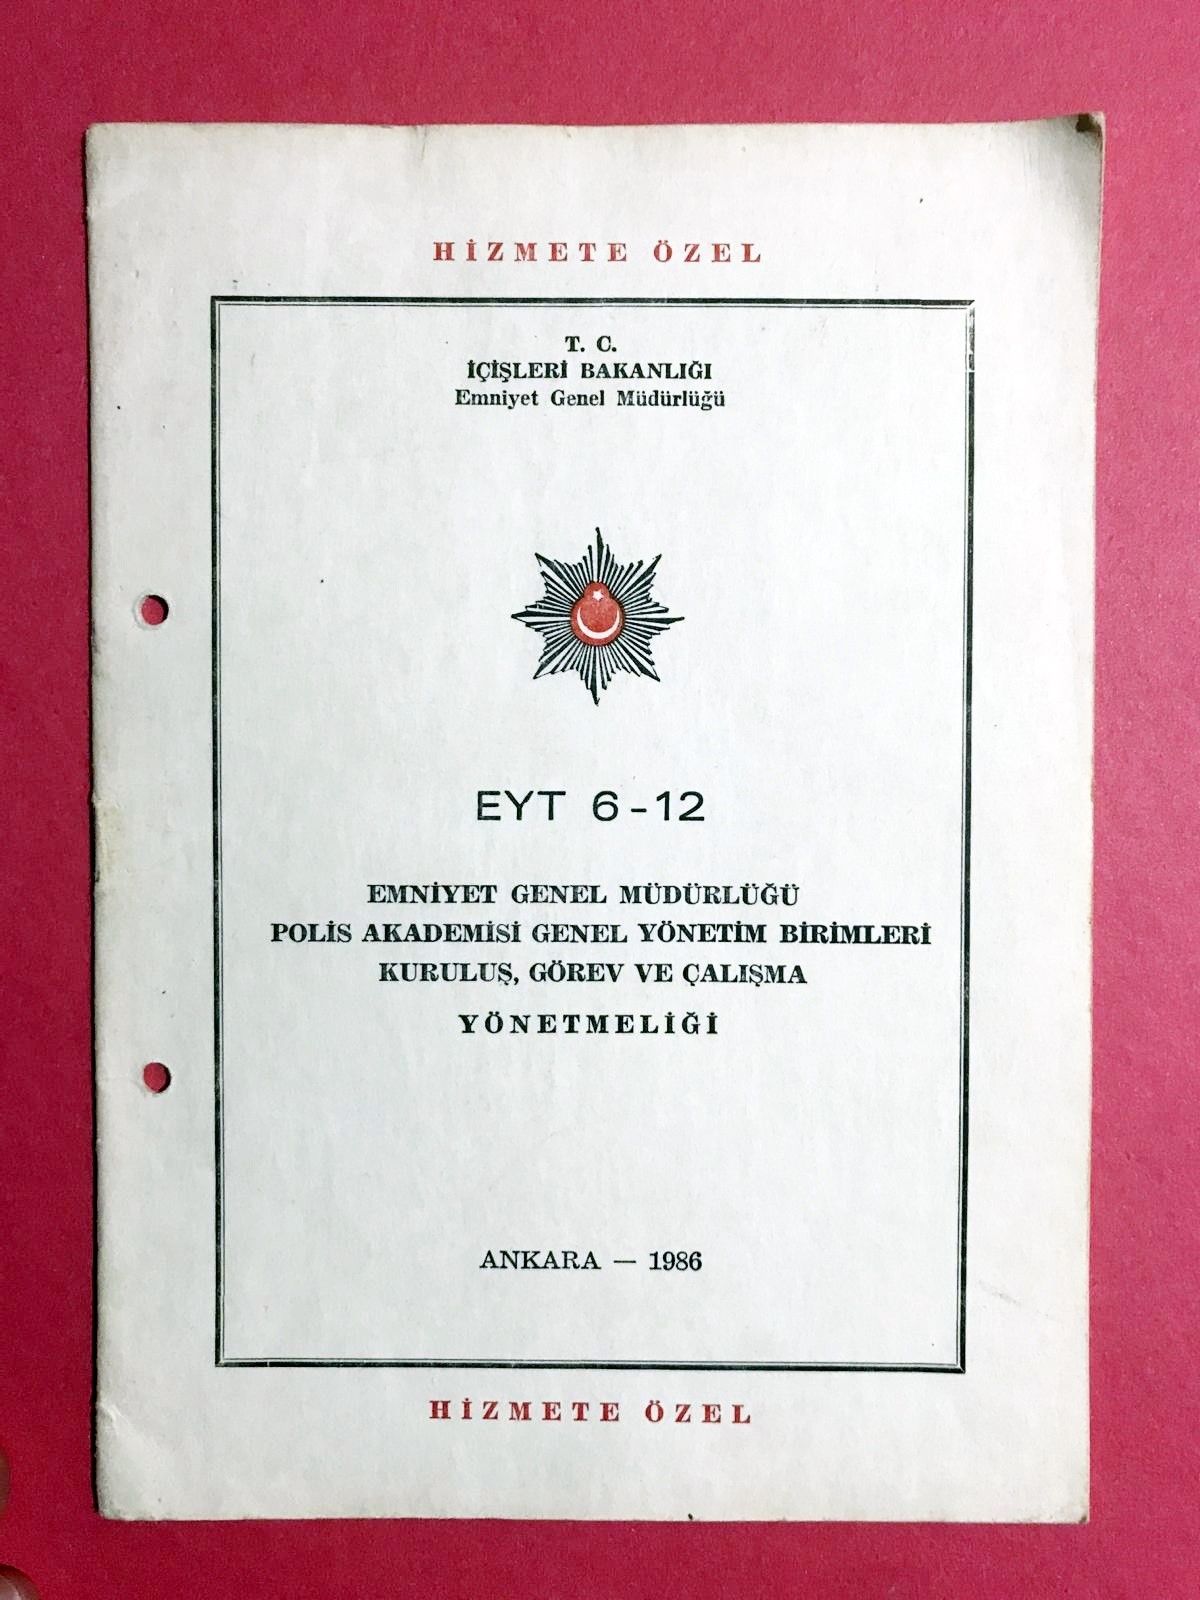 HİZMETE ÖZEL
T. C.
İÇİŞLERİ BAKANLIĞI
Emniyet Genel Müdürlüğü
EYT 6-12
EMNİYET GENEL MÜDÜRLÜĞÜ
POLİS AKADEMİSİ GENEL YÖNETİM BİRİMLERİ
KURULUŞ, GÖREV VE ÇALIŞMA
YÖNETMELİĞİ
ANKARA — 1986
HİZMETE ÖZEL